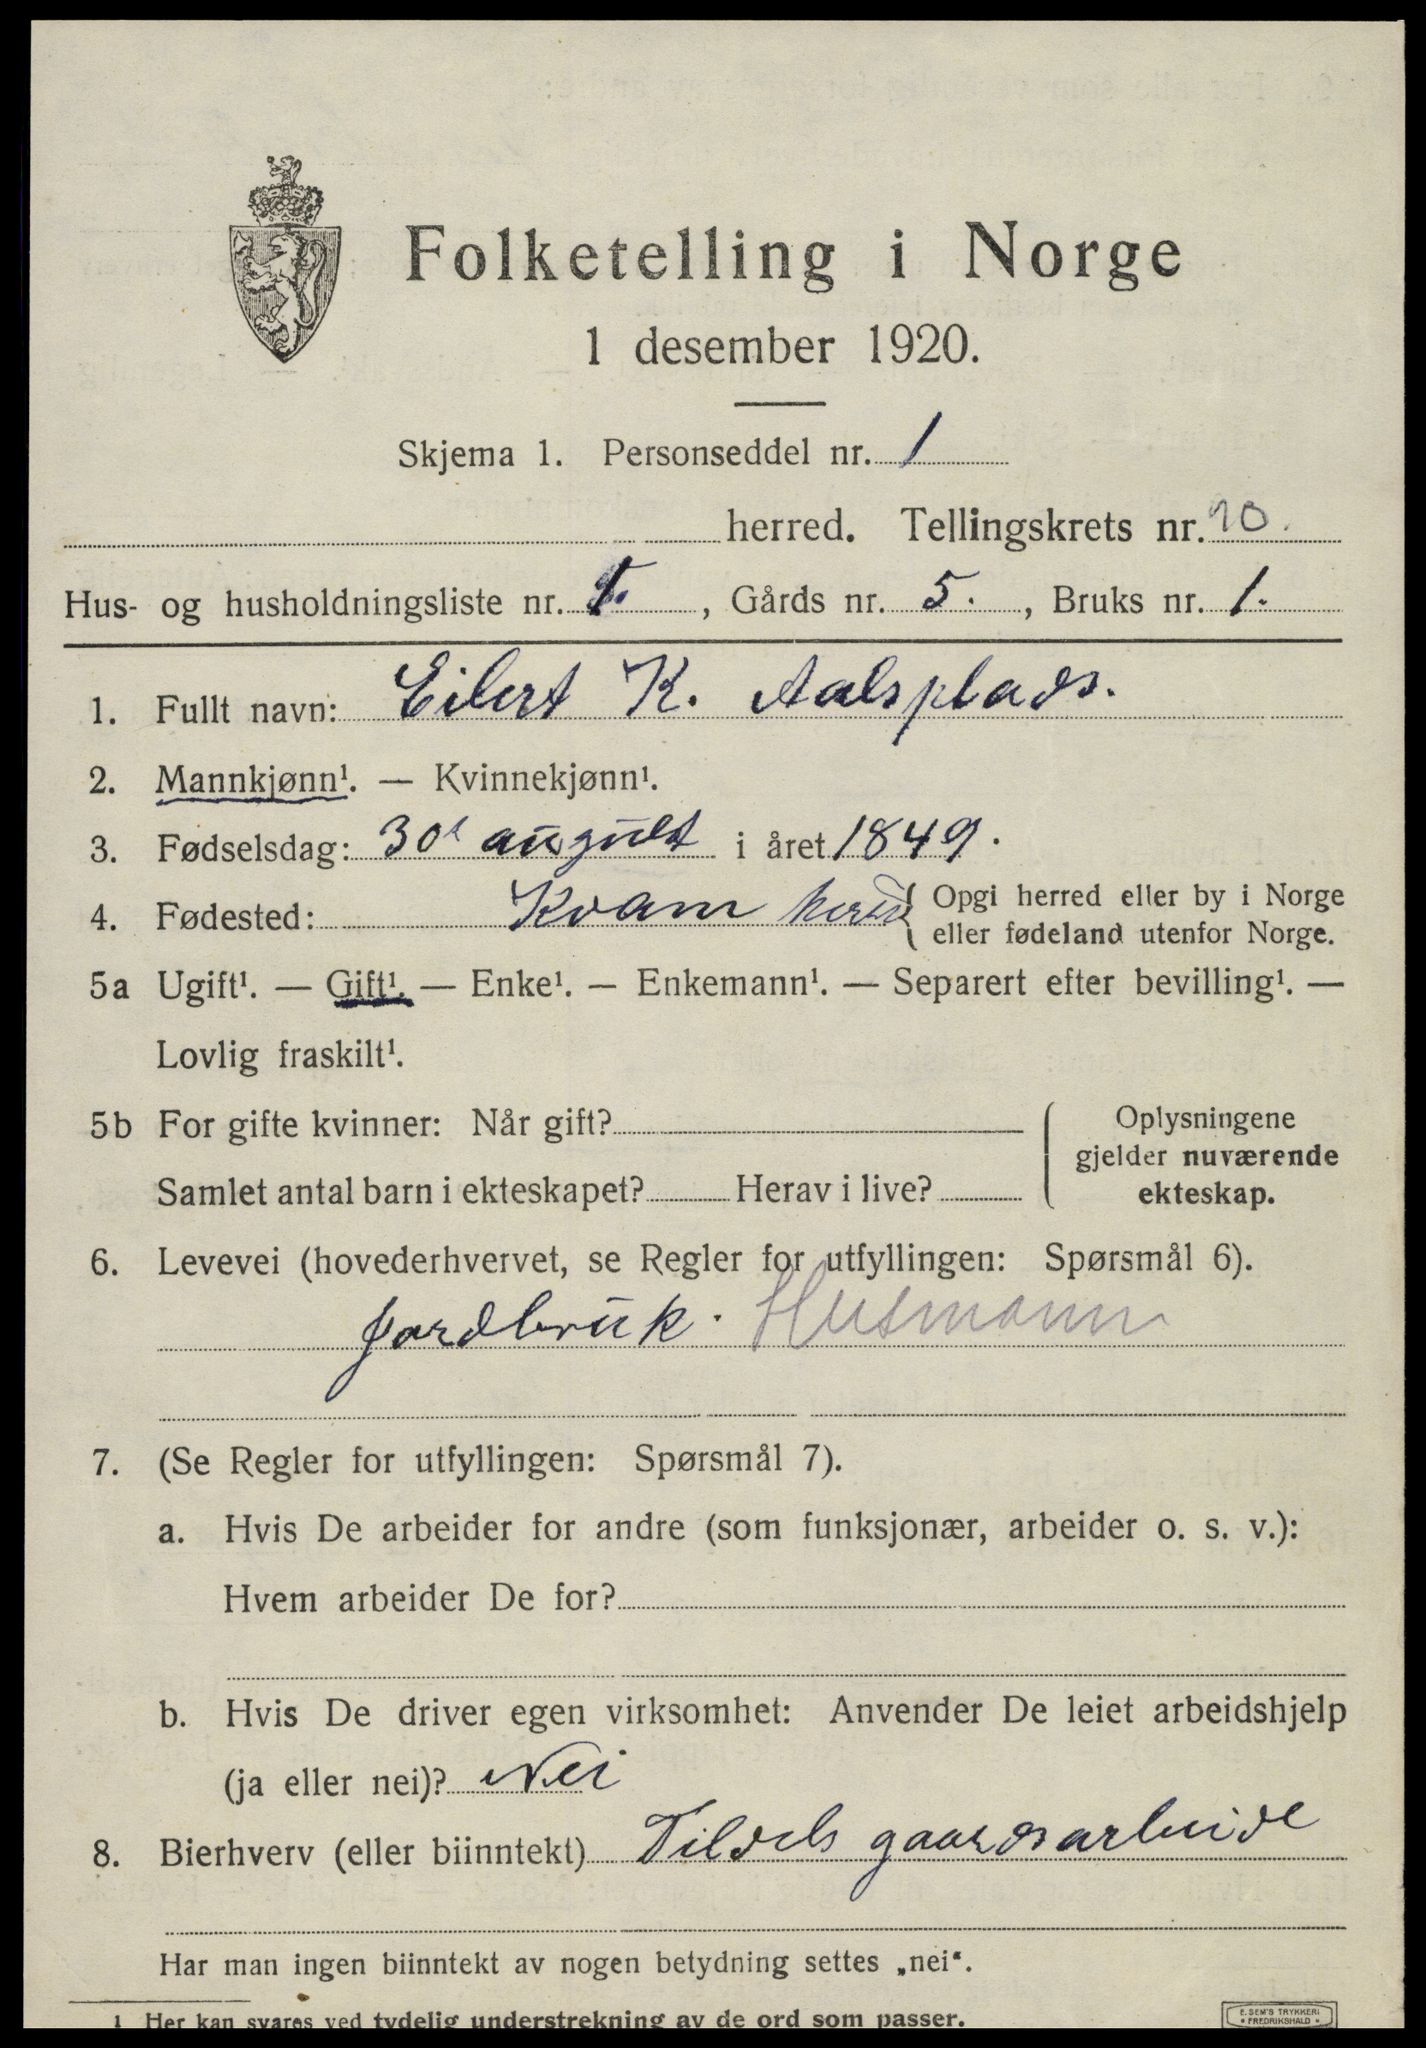 Folketelling i Norge
1 desember 1920.
Skjema 1. Personseddel nr. 1
herred. Tellingskrets nr. 10.
Hus- og husholdningsliste nr. 1. , Gårds nr. 5. , Bruks nr. 1.
1. Fullt navn: Eilert K. Aalsplads.
2. Mannkjønn¹. — Kvinnekjønn¹.
3. Fødselsdag: 30 august i året 1849.
4. Fødested: Kvam herred { Opgi herred eller by i Norge
eller fødeland utenfor Norge.
5a Ugift¹. — Gift¹. — Enke¹. — Enkemann¹. — Separert efter bevilling¹. —
Lovlig fraskilt¹.
5b For gifte kvinner: Når gift? { Oplysningene
gjelder nuværende
Samlet antal barn i ekteskapet? Herav i live? ekteskap.
6. Levevei (hovederhvervet, se Regler for utfyllingen: Spørsmål 6).
Jordbruk. Husmann
7. (Se Regler for utfyllingen: Spørsmål 7).
a. Hvis De arbeider for andre (som funksjonær, arbeider o. s. v.):
Hvem arbeider De for?
b. Hvis De driver egen virksomhet: Anvender De leiet arbeidshjelp
(ja eller nei)? Nei
8. Bierhverv (eller biinntekt) Tildels gaardsarbeide
Har man ingen biinntekt av nogen betydning settes „nei“.
¹ Her kan svares ved tydelig understrekning av de ord som passer.
E. SEM'S TRYKKERI
• FREDRIKSHALD •